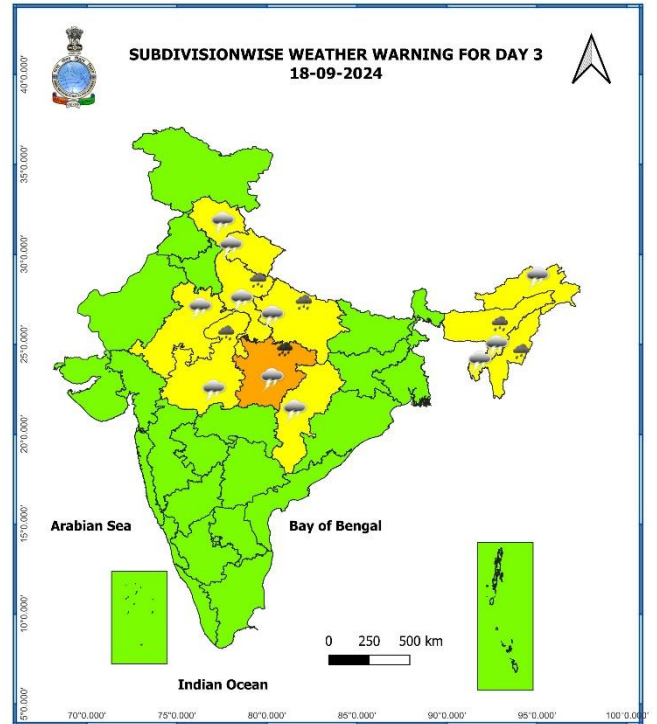 SUBDIVISIONWISE WEATHER WARNING FOR DAY 3
18-09-2024
40°0.000'
35°0.000'
30°0.000'
25°0.000'
20°0.000'
15°0.000'
10°0.000'
5°0.000'
Arabian Sea
Bay of Bengal
0 250 500 km
Indian Ocean
70°0.000' 75°0.000' 80°0.000' 85°0.000' 90°0.000' 95°0.000' 100°0.000'